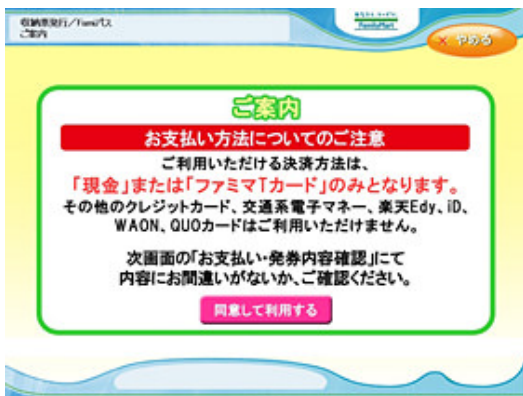 収納票発行/Famiパス
ご案内
FamilyMart
× やめる
ご案内
お支払い方法についてのご注意
ご利用いただける決済方法は、
「現金」または「ファミマTカード」のみとなります。
その他のクレジットカード、交通系電子マネー、楽天Edy、iD、
WAON、QUOカードはご利用いただけません。
次画面の「お支払い・発券内容確認」にて
内容にお間違いがないか、ご確認ください。
同意して利用する